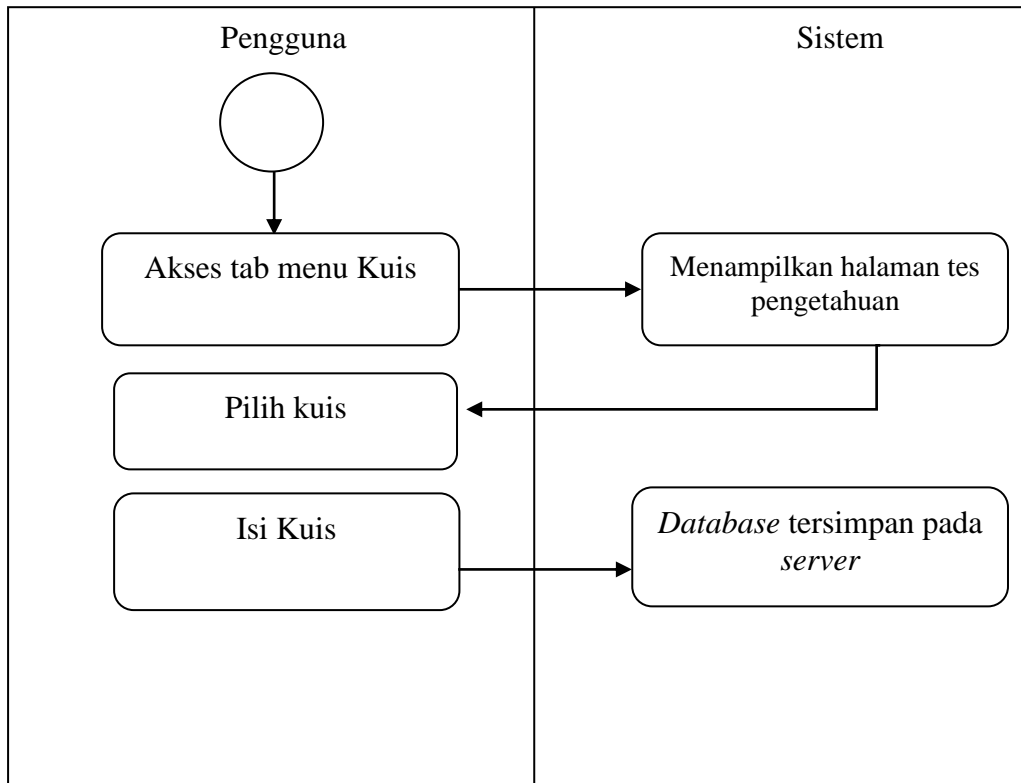 Pengguna
Sistem
Akses tab menu Kuis
Menampilkan halaman tes
pengetahuan
Pilih kuis
Isi Kuis
Database tersimpan pada
server